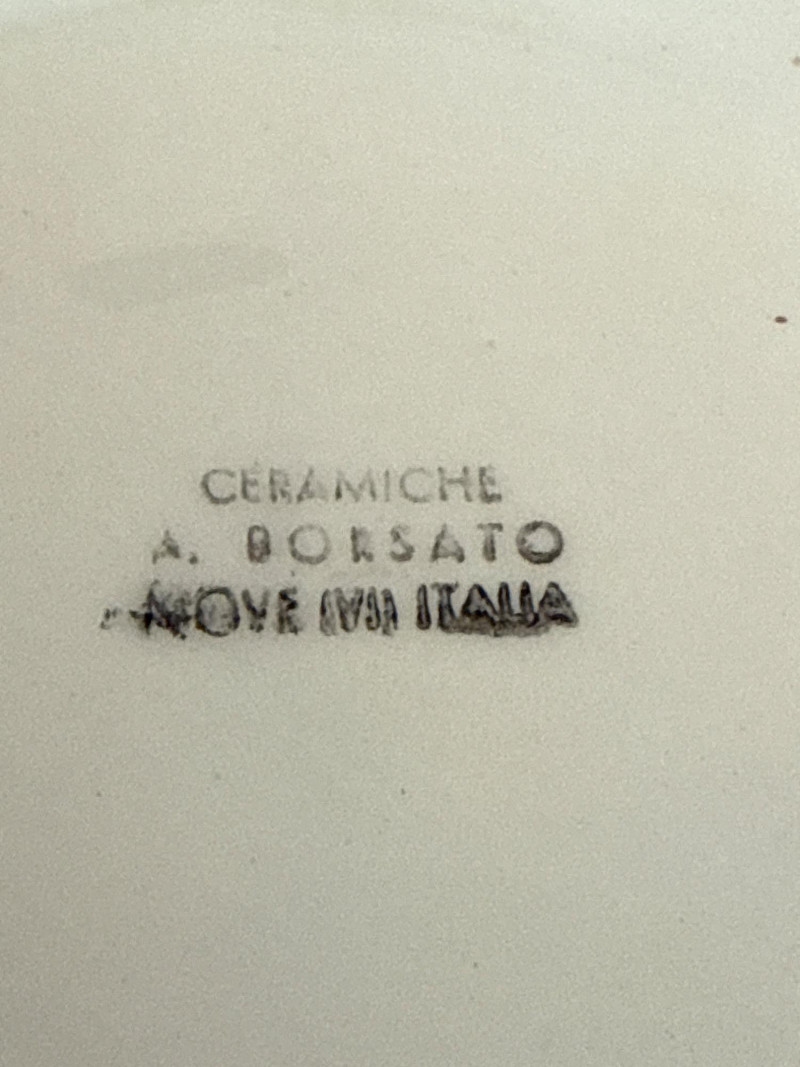 CERAMICHE
A. BORSATO
NOVE (VI) ITALIA